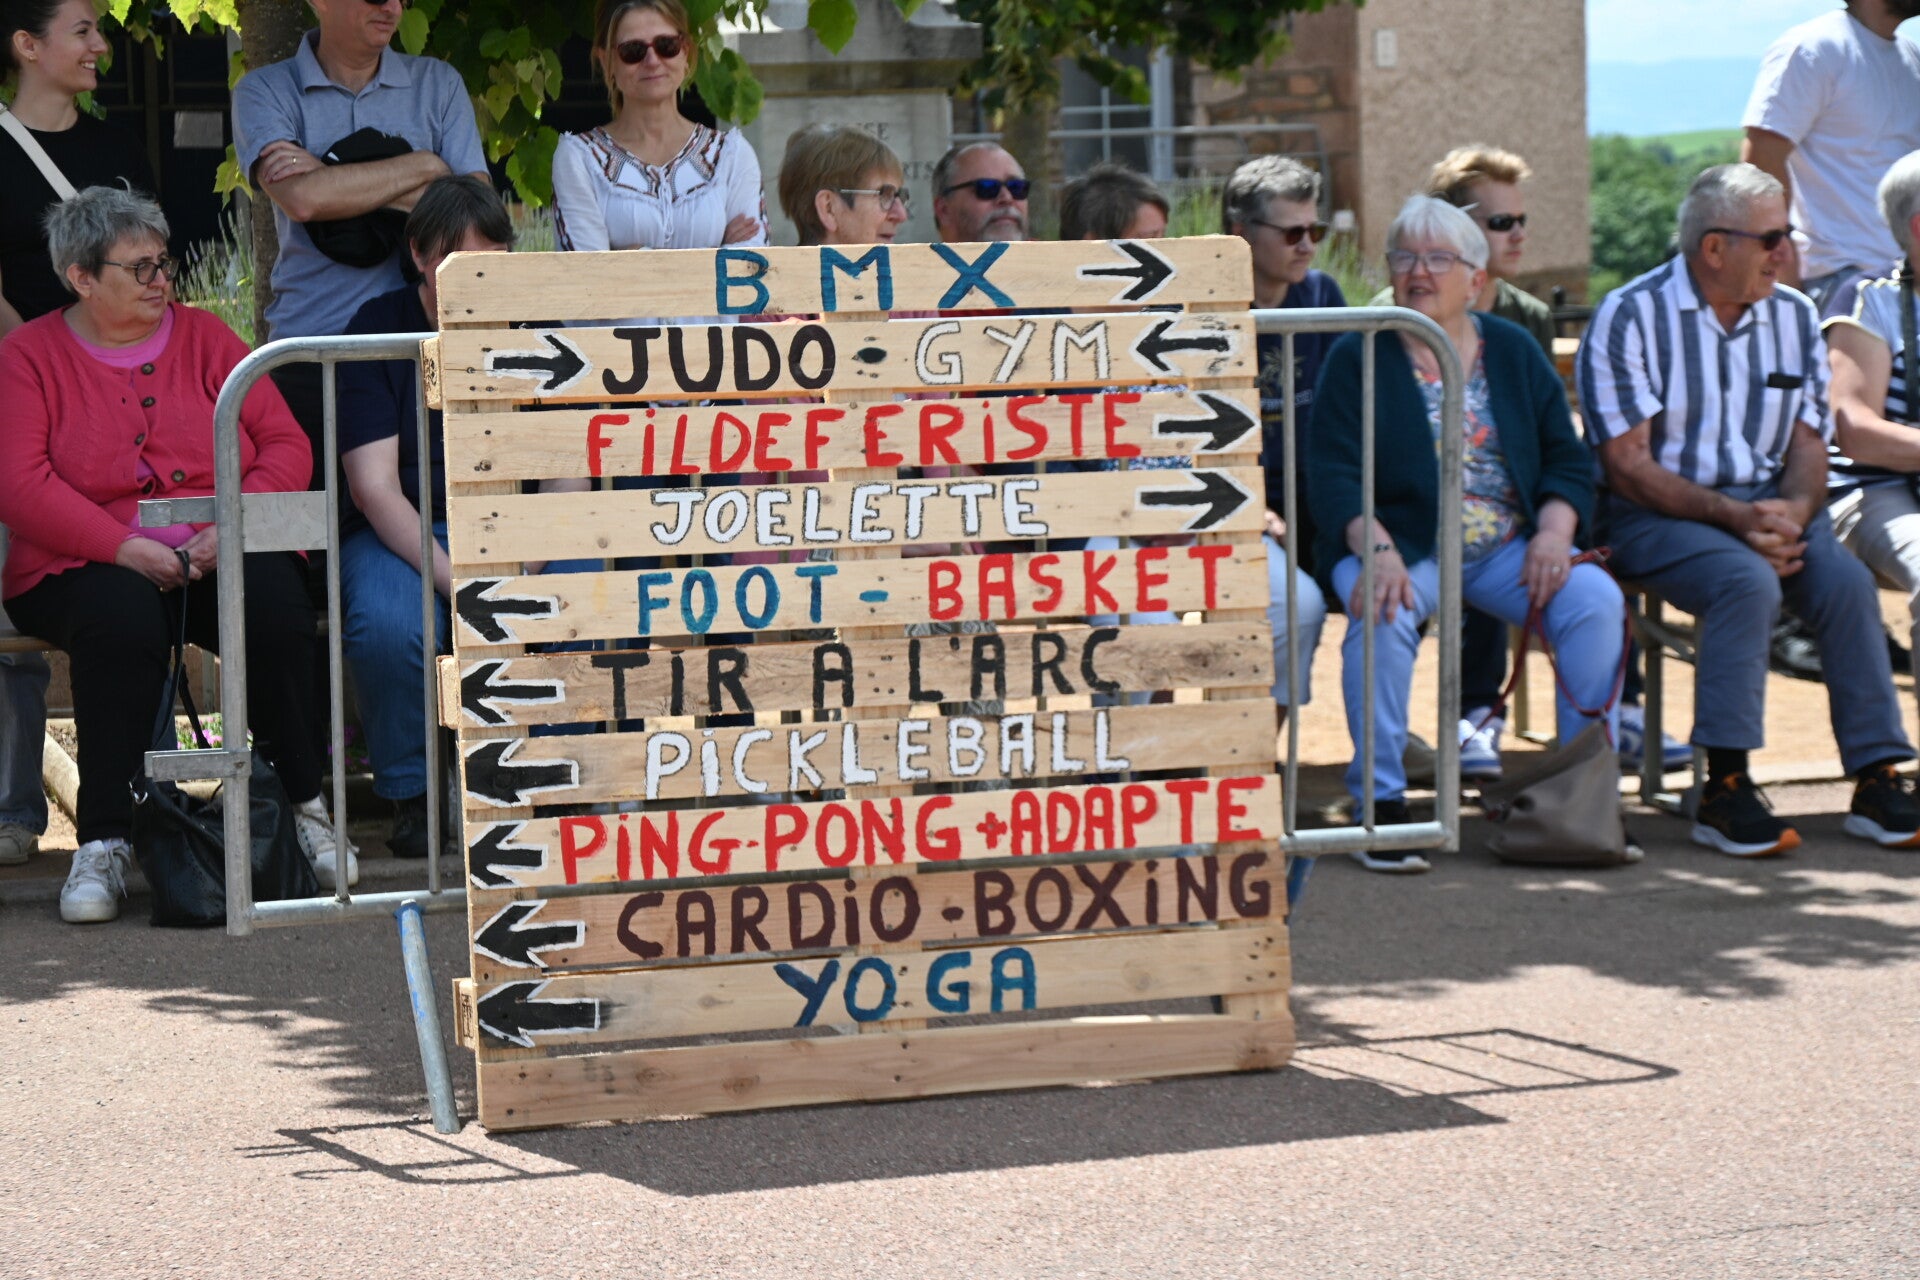 BMX
JUDO · GYM
FiLDEFERiSTE
JOELETTE
FOOT - BASKET
TiR A L'ARC
PiCKLEBALL
PiNG-PONG + ADAPTE
CARDiO - BOXiNG
YOGA